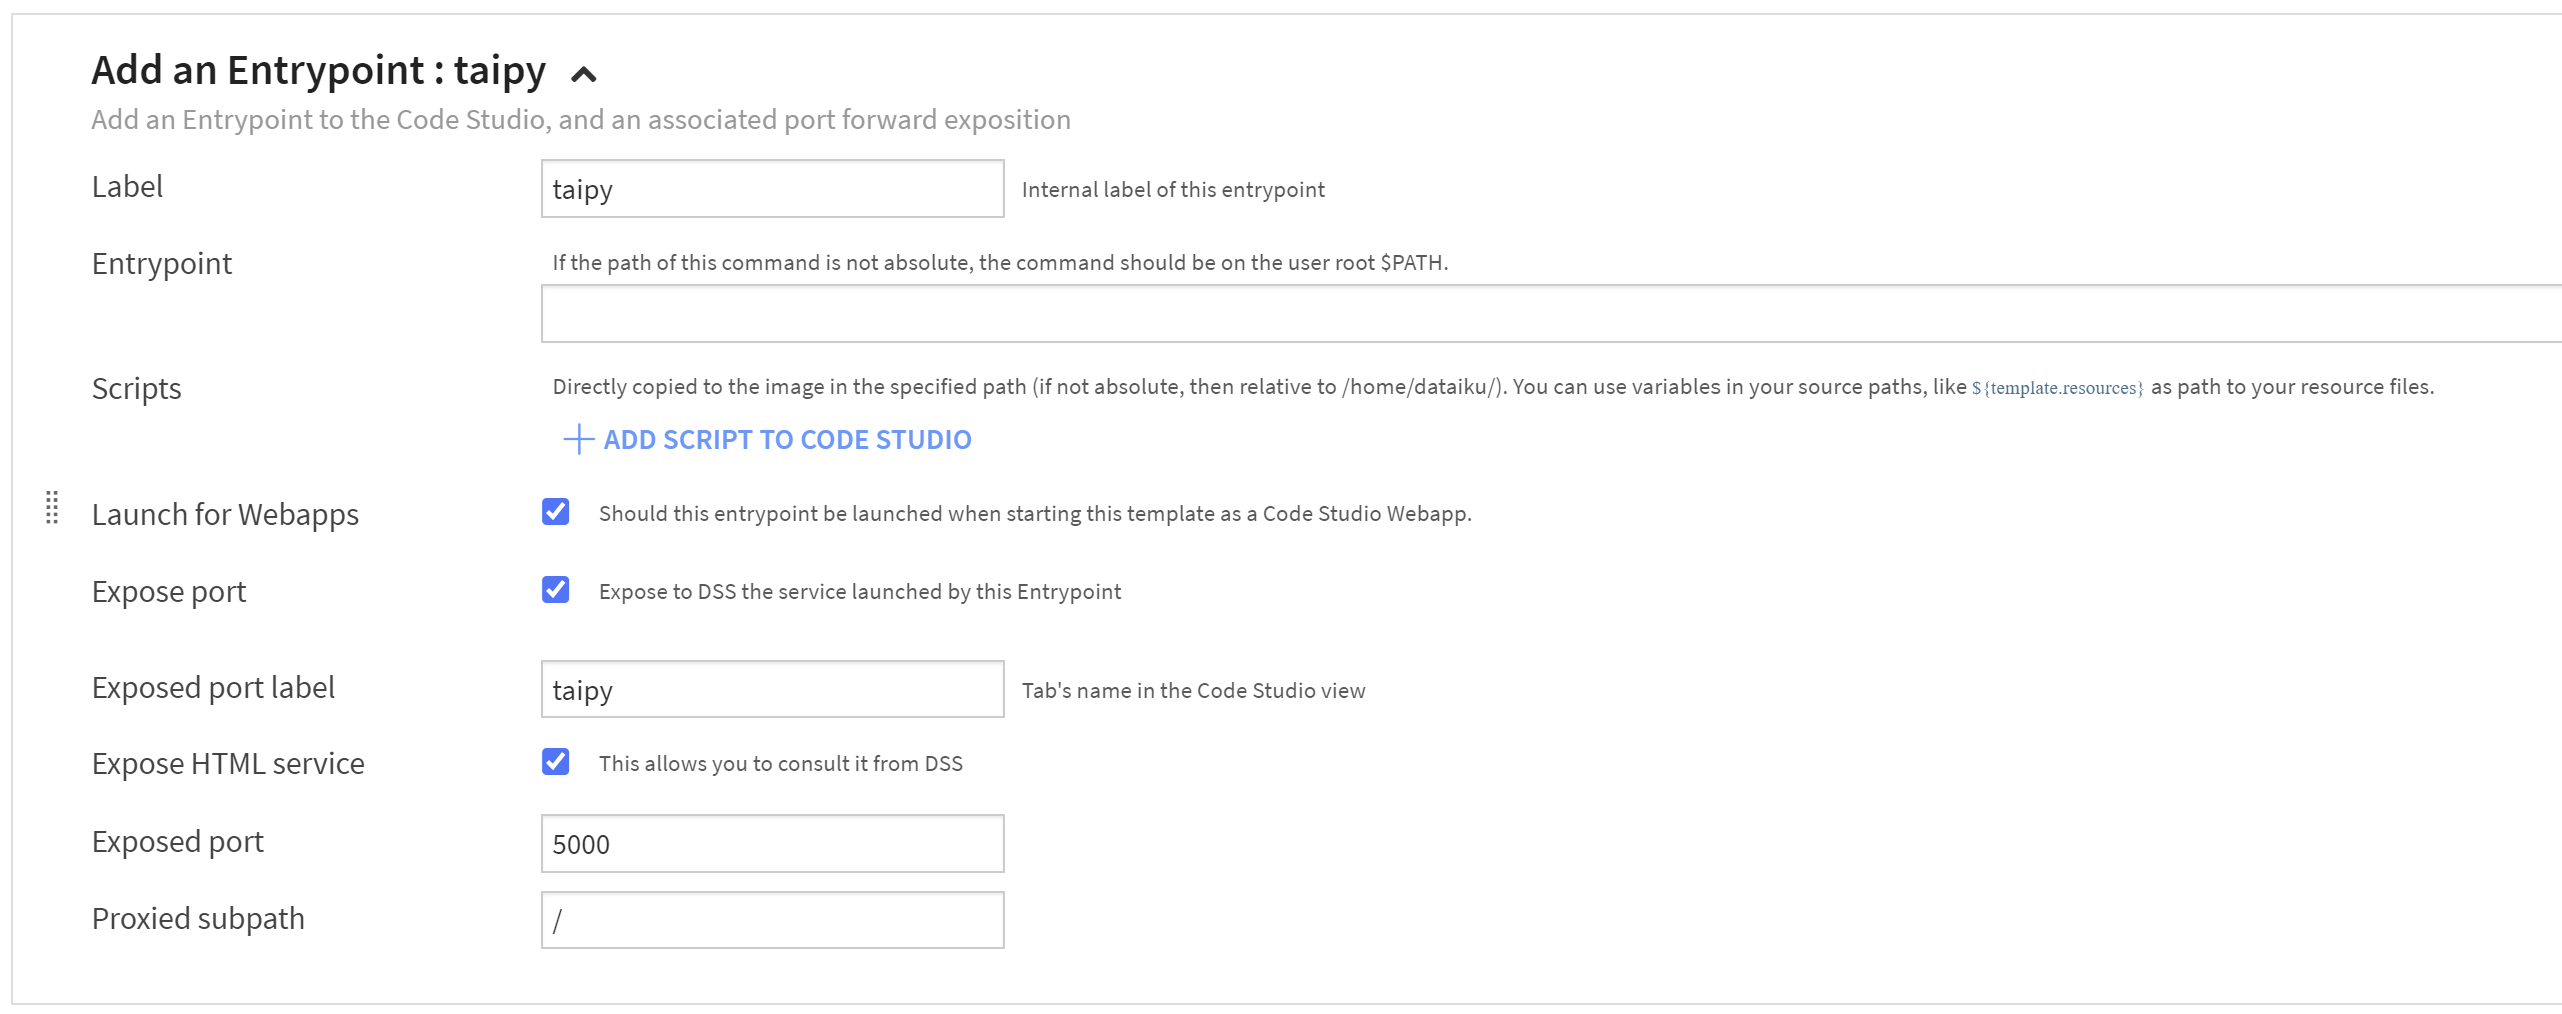 Add an Entrypoint : taipy
Add an Entrypoint to the Code Studio, and an associated port forward exposition
Label
taipy
Internal label of this entrypoint
Entrypoint
If the path of this command is not absolute, the command should be on the user root $PATH.
Scripts
Directly copied to the image in the specified path (if not absolute, then relative to /home/dataiku/). You can use variables in your source paths, like ${template.resources} as path to your resource files.
ADD SCRIPT TO CODE STUDIO
Launch for Webapps
Should this entrypoint be launched when starting this template as a Code Studio Webapp.
Expose port
Expose to DSS the service launched by this Entrypoint
Exposed port label
taipy
Tab's name in the Code Studio view
Expose HTML service
This allows you to consult it from DSS
Exposed port
5000
Proxied subpath
/